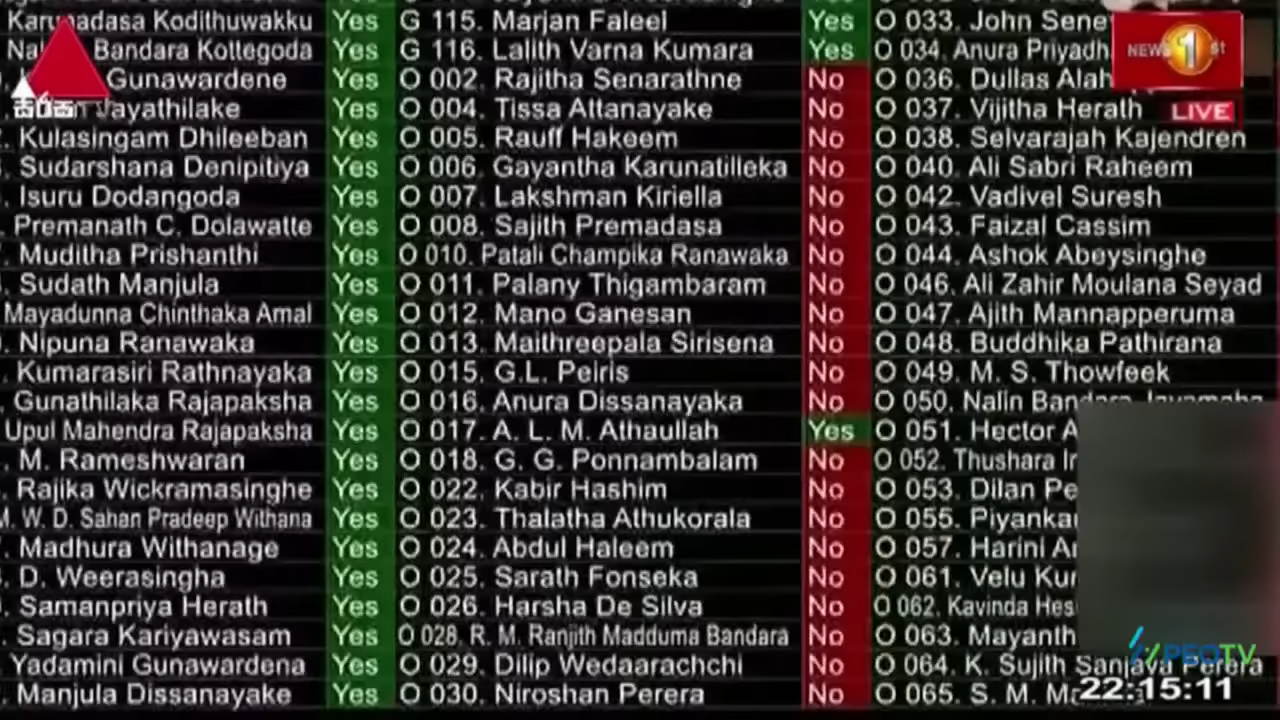 Karunadasa Kodithuwakku Yes G 115. Marjan Faleel Yes O 033. John Sene
Bandara Kottegoda Yes G 116. Lalith Varna Kumara Yes O 034. Anura Priyadh
Gunawardene Yes O 002. Rajitha Senarathne No O 036. Dullas Alah
Jayathilake Yes O 004. Tissa Attanayake No O 037. Vijitha Herath
Kulasingam Dhileeban Yes O 005. Rauff Hakeem No O 038. Selvarajah Kajendren
Sudarshana Denipitiya Yes O 006. Gayantha Karunatilleka No O 040. Ali Sabri Raheem
Isuru Dodangoda Yes O 007. Lakshman Kiriella No O 042. Vadivel Suresh
Premanath C. Dolawatte Yes O 008. Sajith Premadasa No O 043. Faizal Cassim
Muditha Prishanthi Yes O 010. Patali Champika Ranawaka No O 044. Ashok Abeysinghe
Sudath Manjula Yes O 011. Palany Thigambaram No O 046. Ali Zahir Moulana Seyad
Mayadunna Chinthaka Amal Yes O 012. Mano Ganesan No O 047. Ajith Mannapperuma
Nipuna Ranawaka Yes O 013. Maithreepala Sirisena No O 048. Buddhika Pathirana
Kumarasiri Rathnayaka Yes O 015. G.L. Peiris No O 049. M. S. Thowfeek
Gunathilaka Rajapaksha Yes O 016. Anura Dissanayaka No O 050. Nalin Bandara Jayamaha
Upul Mahendra Rajapaksha Yes O 017. A. L. M. Athaullah Yes O 051. Hector A
M. Rameshwaran Yes O 018. G. G. Ponnambalam No O 052. Thushara Ir
Rajika Wickramasinghe Yes O 022. Kabir Hashim No O 053. Dilan Pe
M. W. D. Sahan Pradeep Withana Yes O 023. Thalatha Athukorala No O 055. Piyankar
Madhura Withanage Yes O 024. Abdul Haleem No O 057. Harini Am
D. Weerasingha Yes O 025. Sarath Fonseka No O 061. Velu Kur
Samanpriya Herath Yes O 026. Harsha De Silva No O 062. Kavinda Hes
Sagara Kariyawasam Yes O 028. R. M. Ranjith Madduma Bandara No O 063. Mayanth
Yadamini Gunawardena Yes O 029. Dilip Wedaarachchi No O 064. K. Sujith Sanjaya Perera
Manjula Dissanayake Yes O 030. Niroshan Perera No O 065. S. M. M
NEWS 1st
LIVE
PEOTV
22:15:11